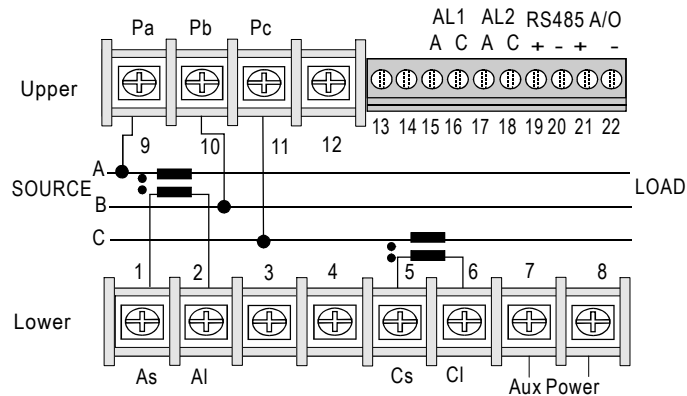 AL1 AL2 RS485 A/O
Pa Pb Pc A C A C + - + -
Upper
13 14 15 16 17 18 19 20 21 22
9 10 11 12
A
SOURCE
LOAD
B
C
1 2 3 4 5 6 7 8
Lower
As Al Cs Cl
Aux Power